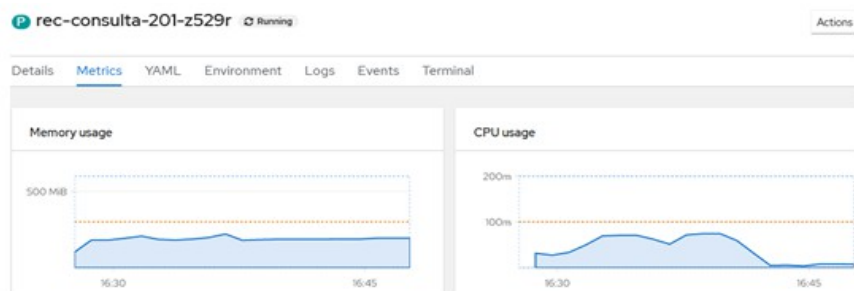 P rec-consulta-201-z529r Running
Actions
Details Metrics YAML Environment Logs Events Terminal
Memory usage
500 MiB
16:30 16:45
CPU usage
200m
100m
16:30 16:45